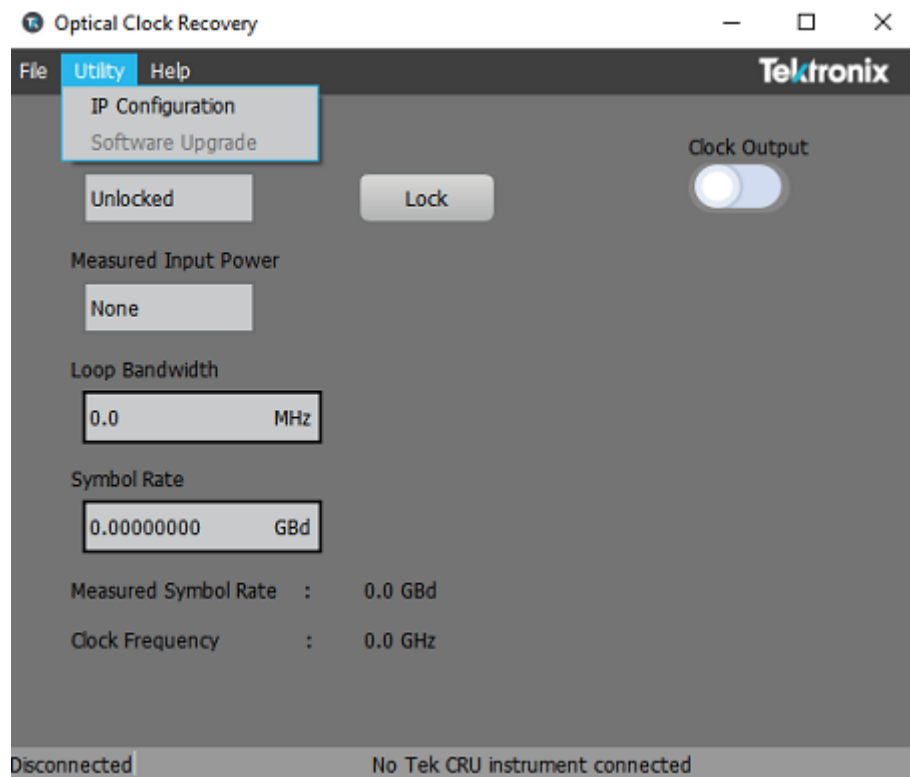 Optical Clock Recovery
File Utility Help Tektronix
IP Configuration
Software Upgrade
Clock Output
Unlocked Lock
Measured Input Power
None
Loop Bandwidth
0.0 MHz
Symbol Rate
0.00000000 GBd
Measured Symbol Rate : 0.0 GBd
Clock Frequency : 0.0 GHz
Disconnected No Tek CRU instrument connected